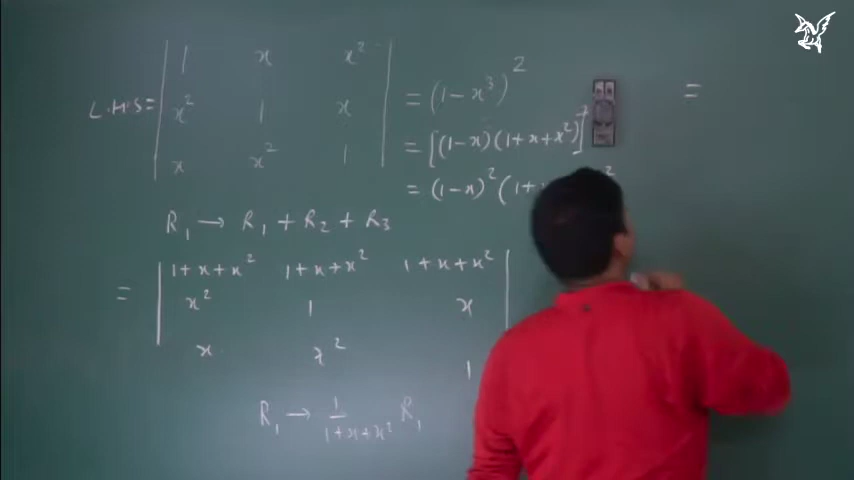 L.H.S = | 1 x x² | = (1-x³)²
| x² 1 x | = [(1-x)(1+x+x²)]²
| x x² 1 | = (1-x)²(1+
R₁ → R₁ + R₂ + R₃
= | 1+x+x² 1+x+x² 1+x+x² |
x² 1 x
x x² 1
R₁ → 1/(1+x+x²) R₁
=